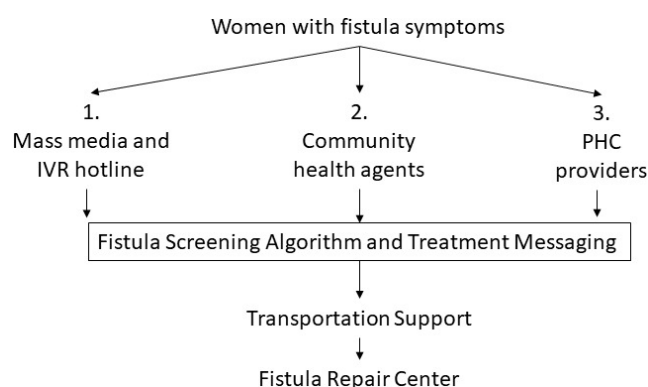 Women with fistula symptoms
1.
Mass media and
IVR hotline
2.
Community
health agents
3.
PHC
providers
Fistula Screening Algorithm and Treatment Messaging
Transportation Support
Fistula Repair Center